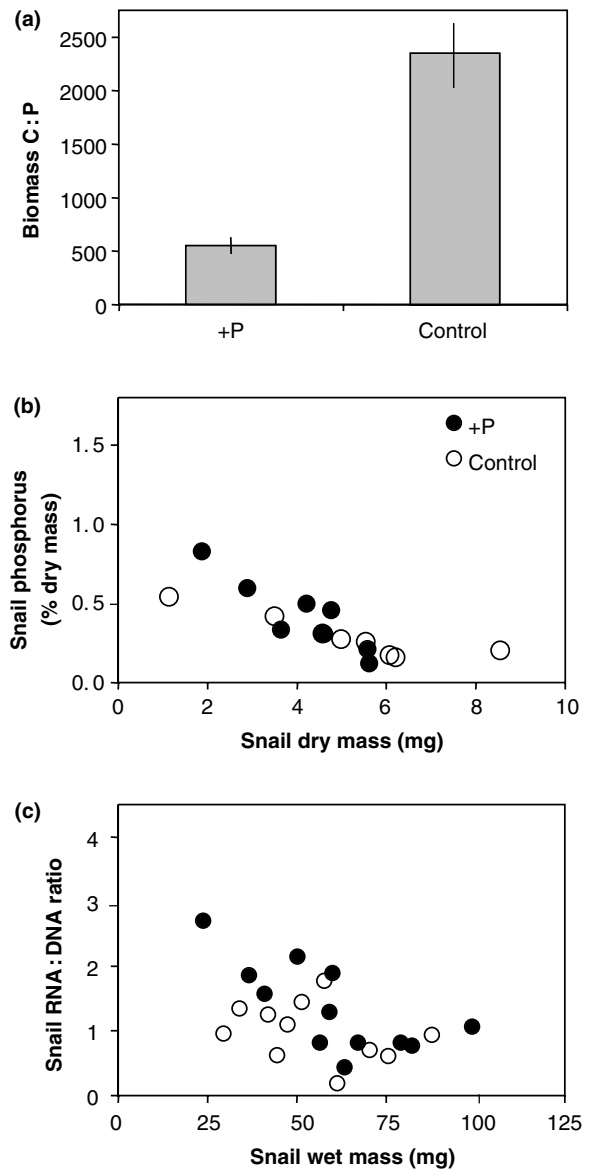 (a)
Biomass C:P
2500
2000
1500
1000
500
0
+P
Control
(b)
Snail phosphorus
(% dry mass)
1.5
1.0
0.5
0.0
+P
Control
0 2 4 6 8 10
Snail dry mass (mg)
(c)
Snail RNA:DNA ratio
4
3
2
1
0
0 25 50 75 100 125
Snail wet mass (mg)